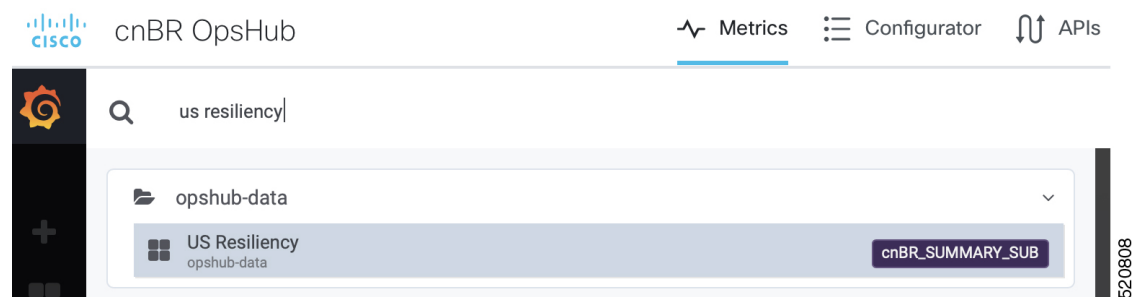 cisco cnBR OpsHub Metrics Configurator APIs
us resiliency
opshub-data
US Resiliency
opshub-data
cnBR_SUMMARY_SUB
520808